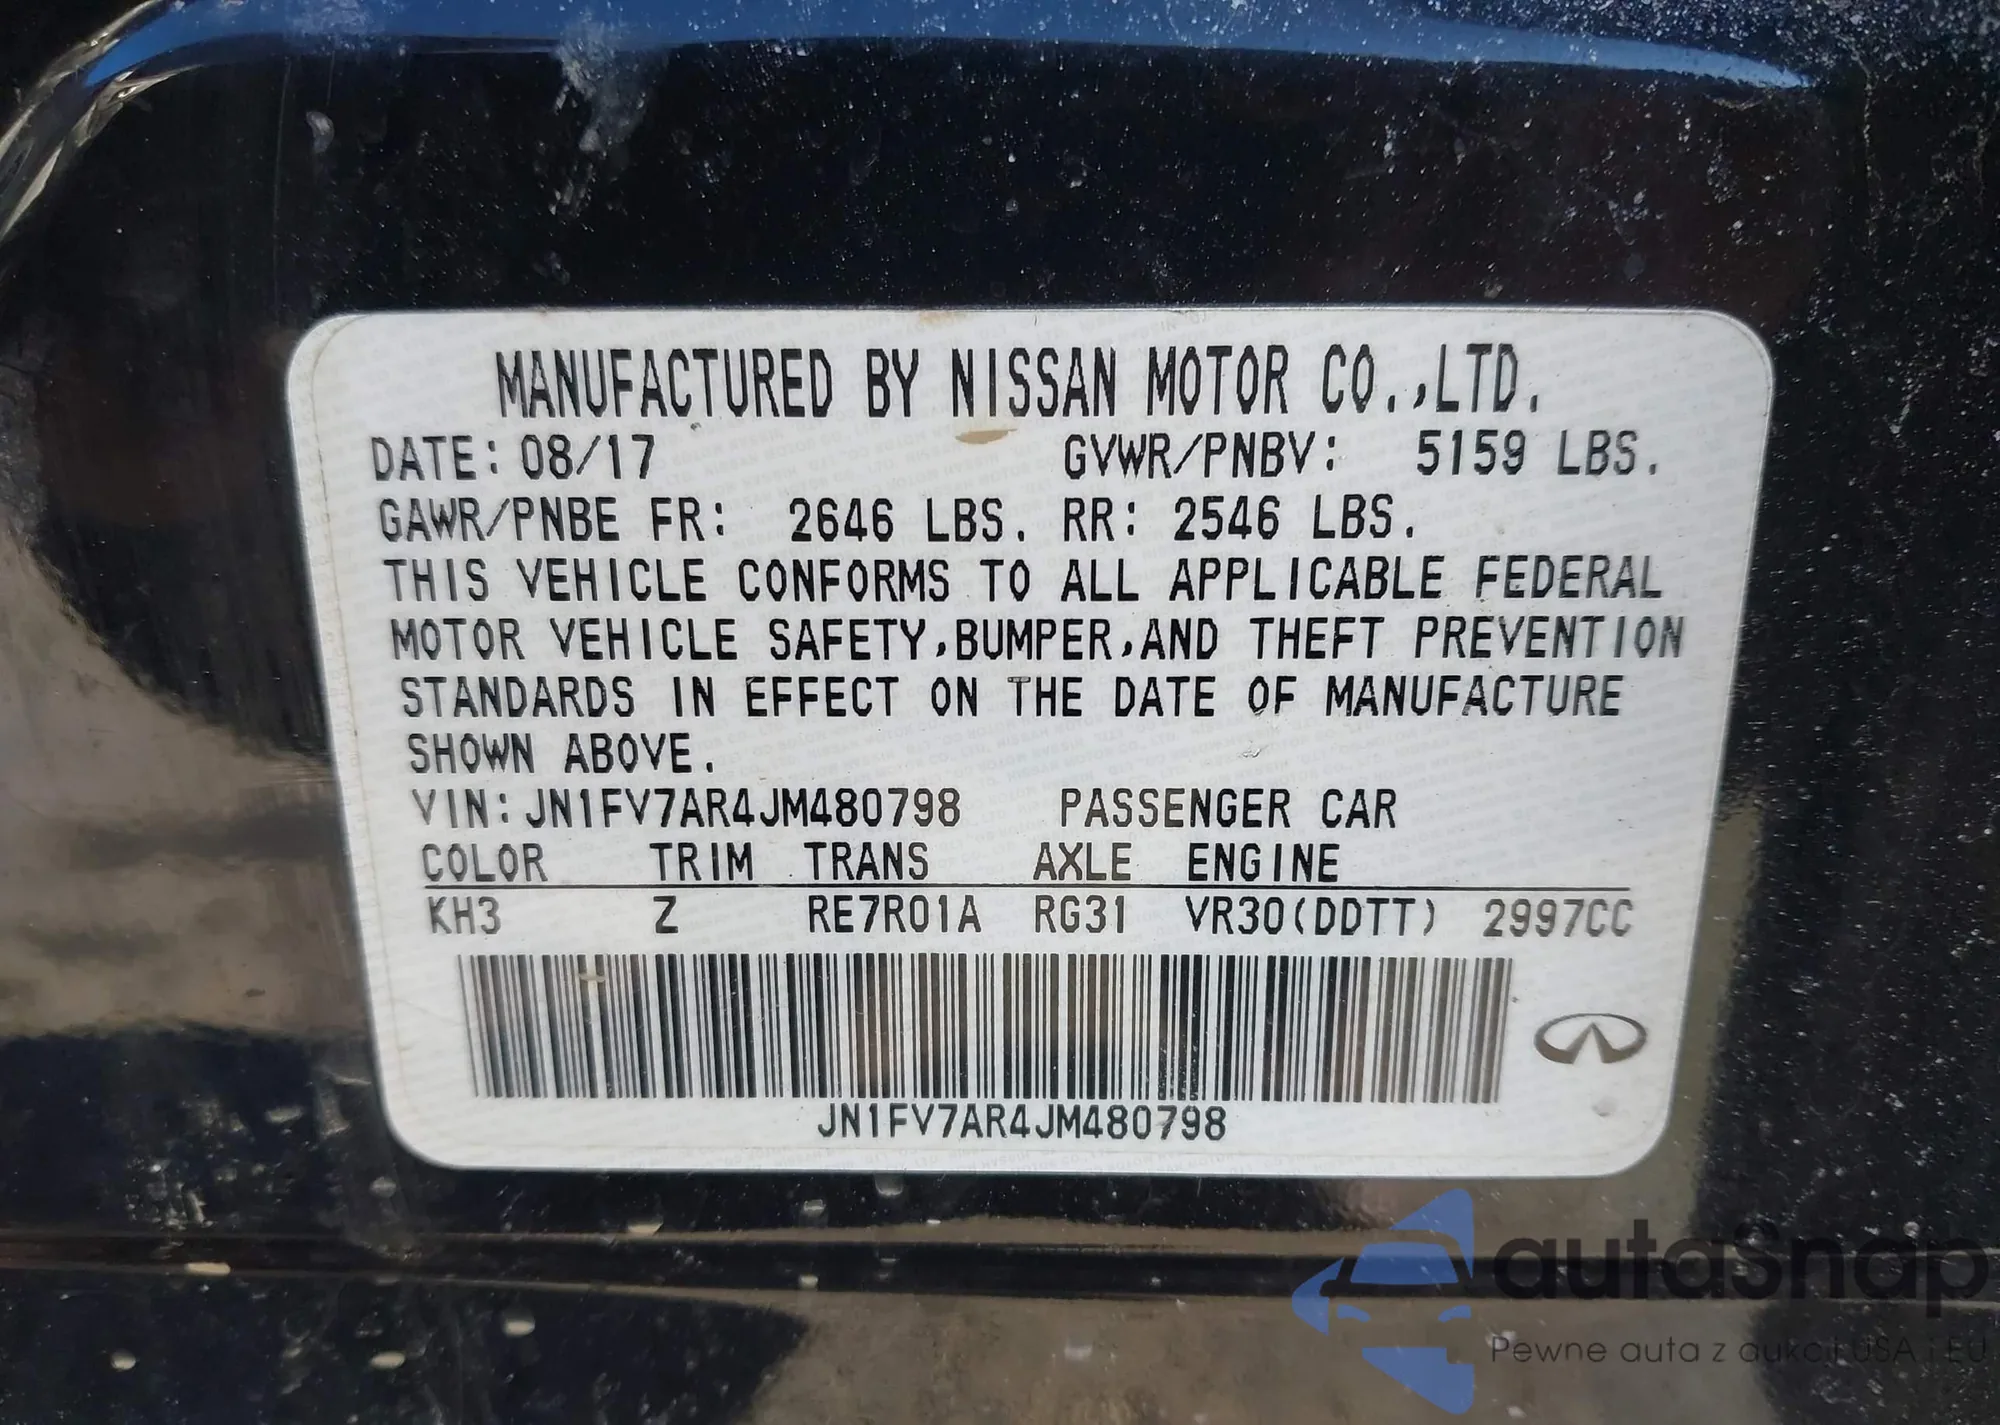 MANUFACTURED BY NISSAN MOTOR CO.,LTD.
DATE: 08/17 GVWR/PNBV: 5159 LBS.
GAWR/PNBE FR: 2646 LBS. RR: 2546 LBS.
THIS VEHICLE CONFORMS TO ALL APPLICABLE FEDERAL
MOTOR VEHICLE SAFETY,BUMPER,AND THEFT PREVENTION
STANDARDS IN EFFECT ON THE DATE OF MANUFACTURE
SHOWN ABOVE.
VIN:JN1FV7AR4JM480798 PASSENGER CAR
COLOR TRIM TRANS AXLE ENGINE
KH3 Z RE7R01A RG31 VR30(DDTT) 2997CC
JN1FV7AR4JM480798
autasnap
Pewne auta z aukcji USA i EU